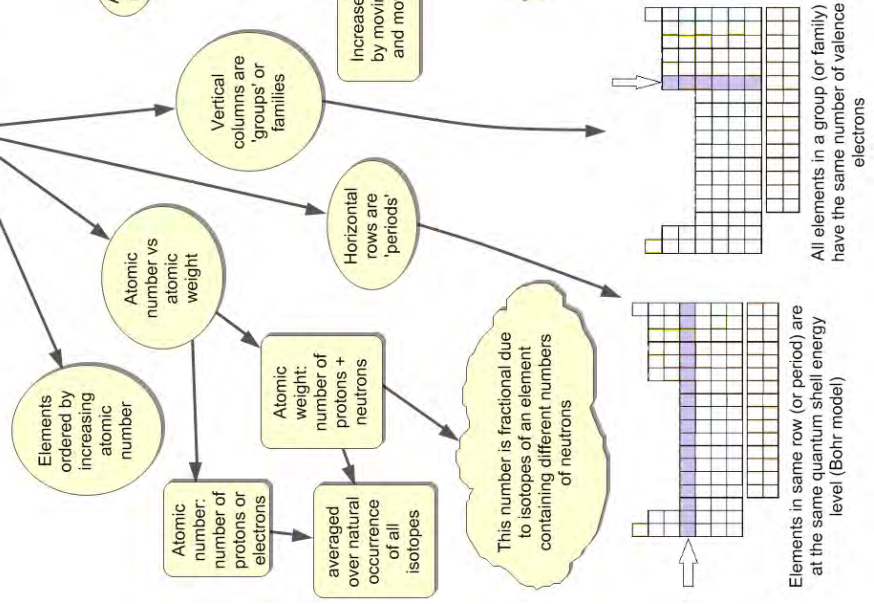 Elements
ordered by
increasing
atomic
number
Atomic
number vs
atomic
weight
Vertical
columns are
'groups' or
families
Increase
by movin
and mo
Horizontal
rows are
'periods'
Atomic
number:
number of
protons or
electrons
Atomic
weight:
number of
protons +
neutrons
averaged
over natural
occurrence
of all
isotopes
This number is fractional due
to isotopes of an element
containing different numbers
of neutrons
Elements in same row (or period) are
at the same quantum shell energy
level (Bohr model)
All elements in a group (or family)
have the same number of valence
electrons